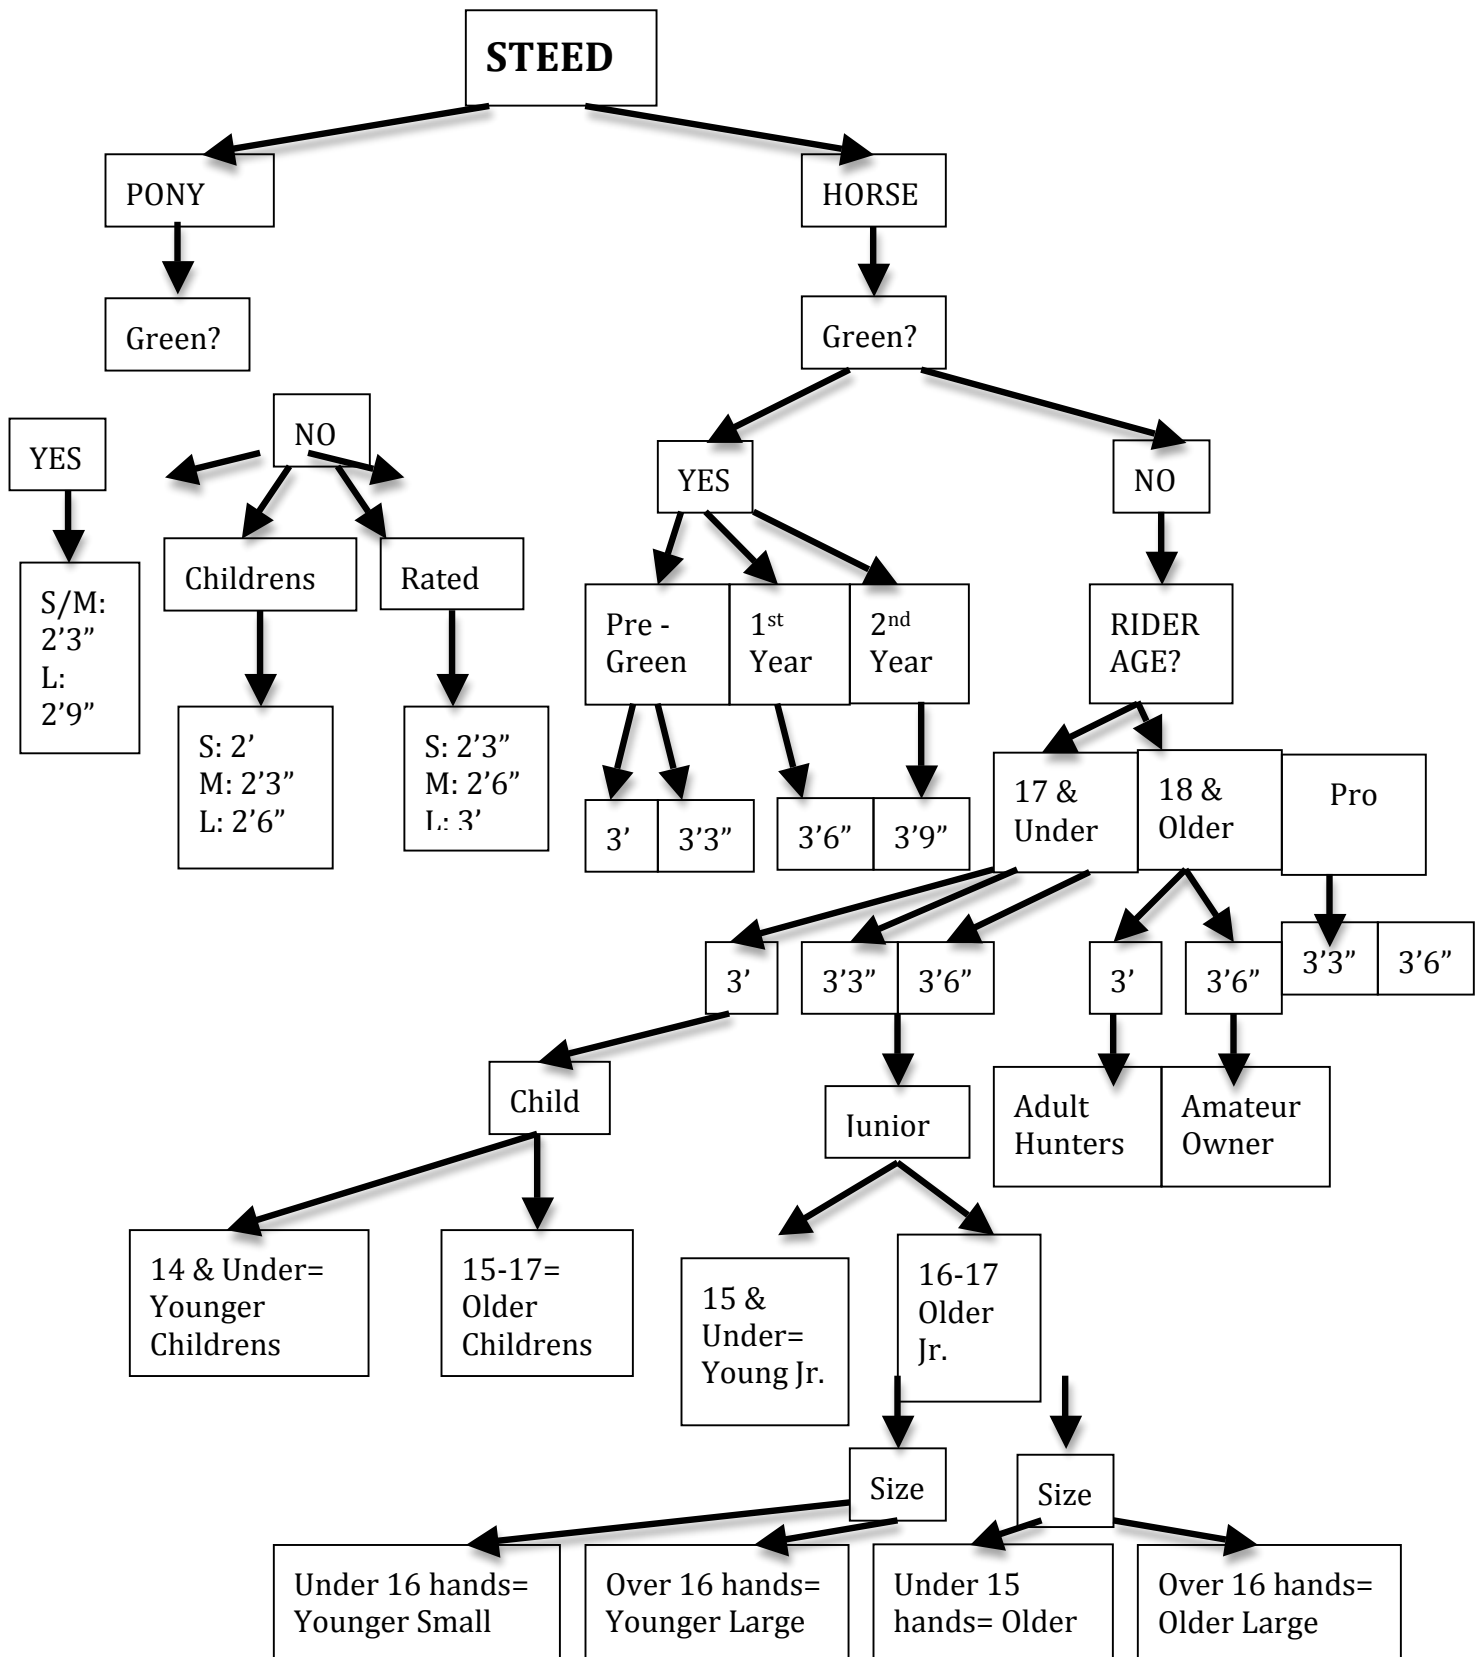 STEED
PONY
HORSE
Green?
Green?
YES
NO
YES
NO
Childrens
Rated
S/M:
2’3”
L:
2’9”
Pre -
Green
1st
Year
2nd
Year
RIDER
AGE?
S: 2’
M: 2’3”
L: 2’6”
S: 2’3”
M: 2’6”
L: 3’
3’
3’3”
3’6”
3’9”
17 &
Under
18 &
Older
Pro
3’
3’3”
3’6”
3’
3’6”
3’3”
3’6”
Child
Junior
Adult
Hunters
Amateur
Owner
14 & Under=
Younger
Childrens
15-17=
Older
Childrens
15 &
Under=
Young Jr.
16-17
Older
Jr.
Size
Size
Under 16 hands=
Younger Small
Over 16 hands=
Younger Large
Under 15
hands= Older
Over 16 hands=
Older Large